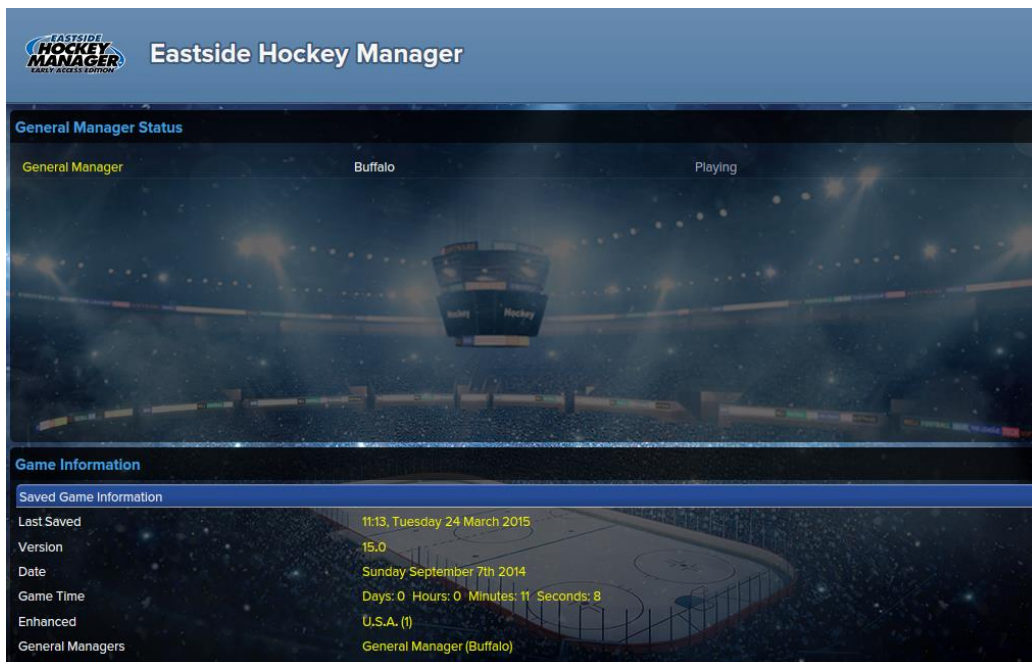 EASTSIDE
HOCKEY
MANAGER
EARLY ACCESS EDITION
Eastside Hockey Manager
General Manager Status
General Manager Buffalo Playing
Hockey Hockey
Game Information
Saved Game Information
Last Saved 11:13, Tuesday 24 March 2015
Version 15.0
Date Sunday September 7th 2014
Game Time Days: 0 Hours: 0 Minutes: 11 Seconds: 8
Enhanced U.S.A. (1)
General Managers General Manager (Buffalo)